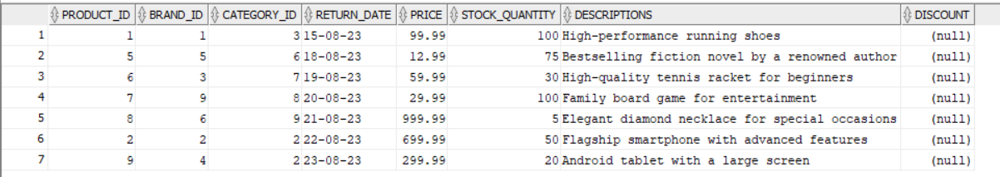 PRODUCT_ID BRAND_ID CATEGORY_ID RETURN_DATE PRICE STOCK_QUANTITY DESCRIPTIONS DISCOUNT
1 1 1 3 15-08-23 99.99 100 High-performance running shoes (null)
2 5 5 6 18-08-23 12.99 75 Bestselling fiction novel by a renowned author (null)
3 6 3 7 19-08-23 59.99 30 High-quality tennis racket for beginners (null)
4 7 9 8 20-08-23 29.99 100 Family board game for entertainment (null)
5 8 6 9 21-08-23 999.99 5 Elegant diamond necklace for special occasions (null)
6 2 2 2 22-08-23 699.99 50 Flagship smartphone with advanced features (null)
7 9 4 2 23-08-23 299.99 20 Android tablet with a large screen (null)